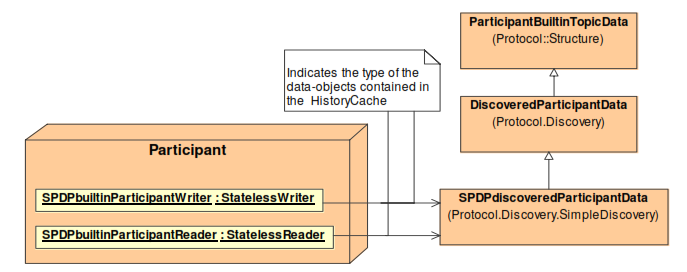 ParticipantBuiltinTopicData
(Protocol::Structure)
Indicates the type of the
data-objects contained in
the HistoryCache
DiscoveredParticipantData
(Protocol.Discovery)
Participant
SPDPbuiltinParticipantWriter : StatelessWriter
SPDPbuiltinParticipantReader : StatelessReader
SPDPdiscoveredParticipantData
(Protocol.Discovery.SimpleDiscovery)